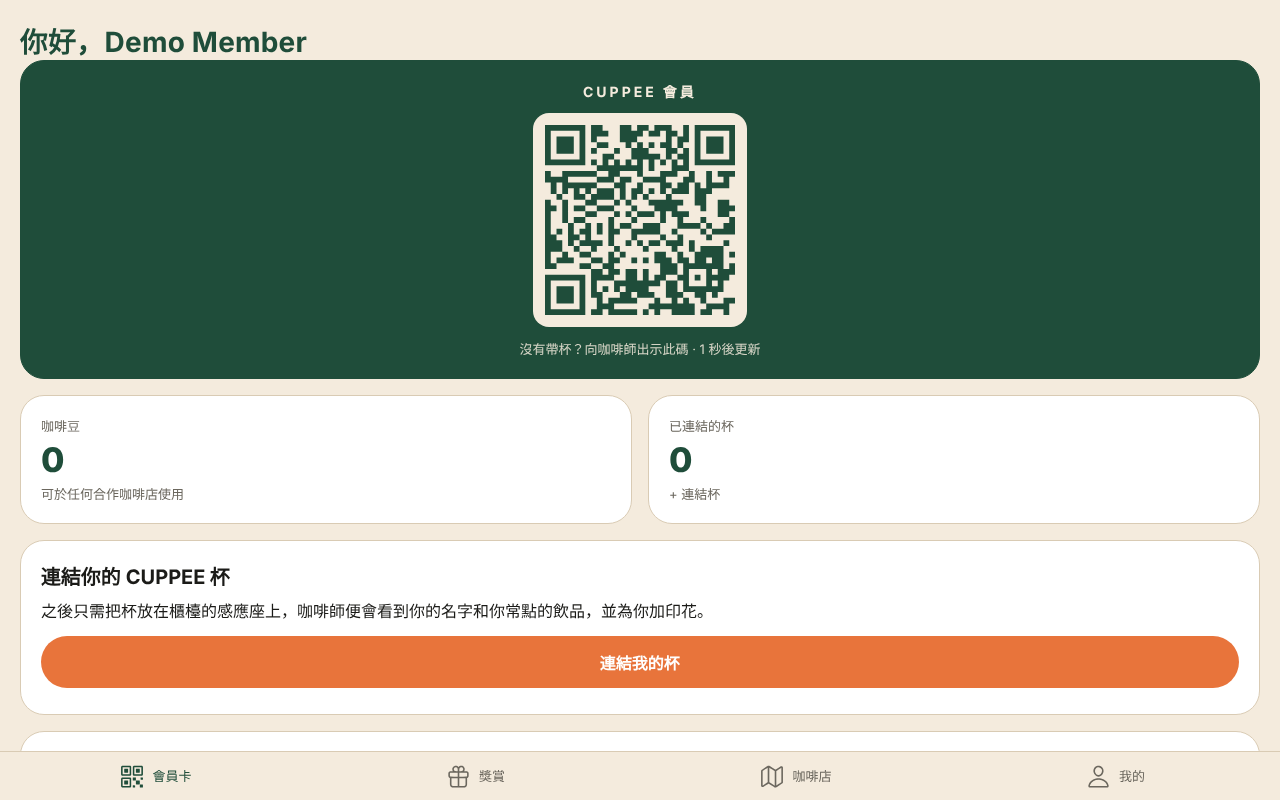 你好，Demo Member
CUPPEE 會員
沒有帶杯？向咖啡師出示此碼 · 1 秒後更新
咖啡豆
0
可於任何合作咖啡店使用
已連結的杯
0
+ 連結杯
連結你的 CUPPEE 杯
之後只需把杯放在櫃檯的感應座上，咖啡師便會看到你的名字和你常點的飲品，並為你加印花。
連結我的杯
會員卡
獎賞
咖啡店
我的